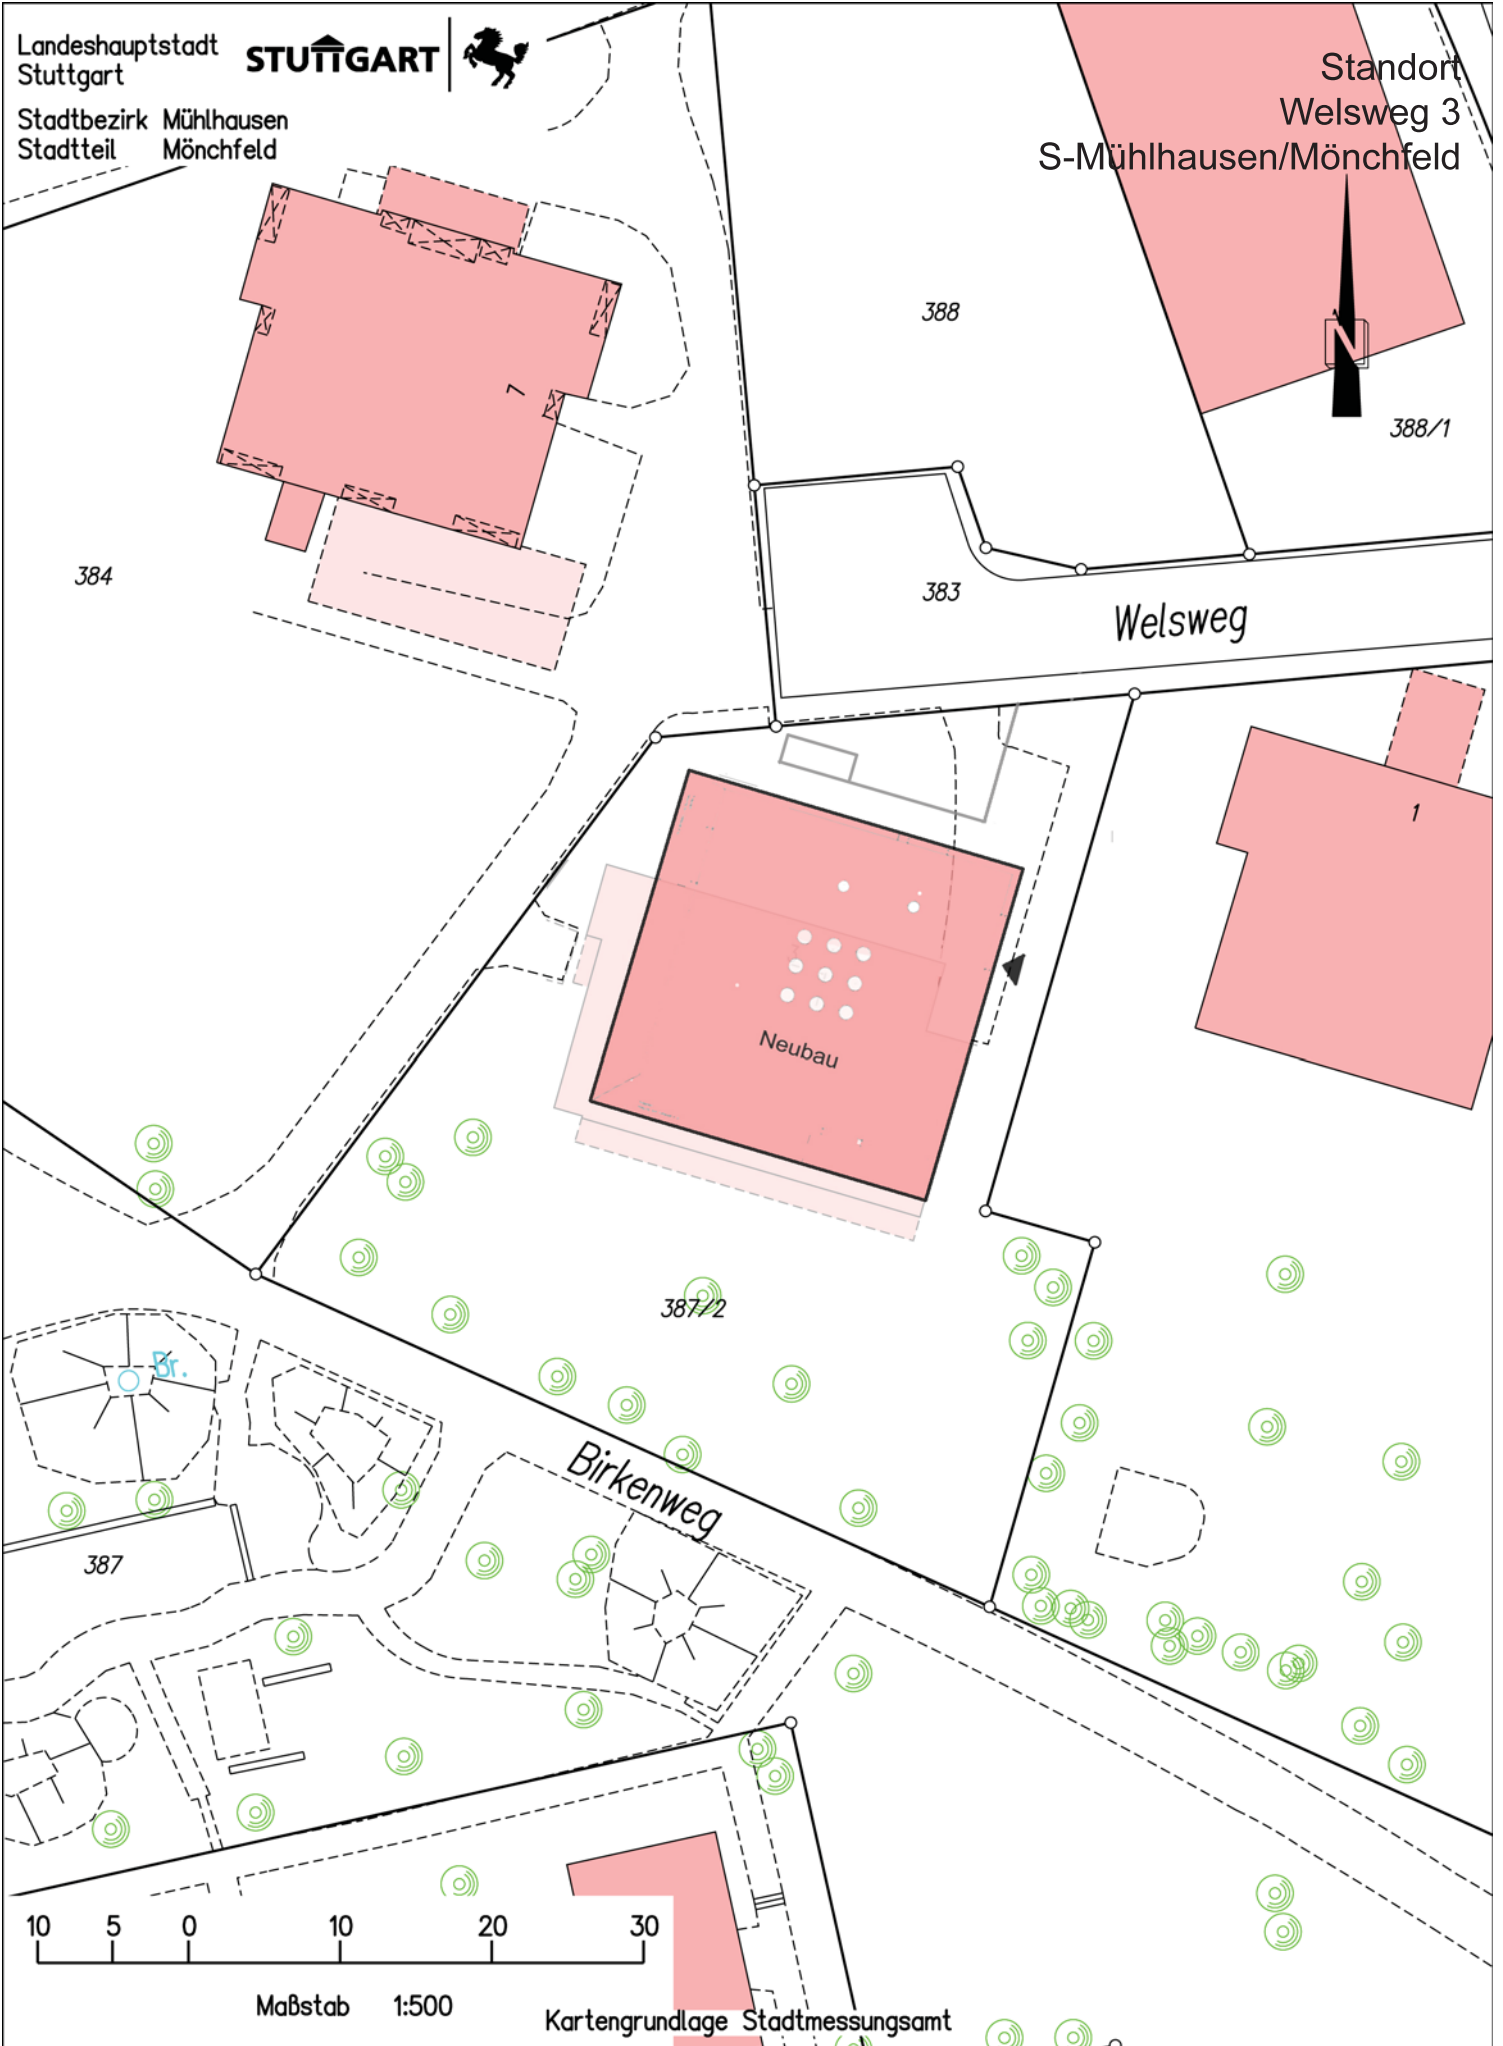 Landeshauptstadt
Stuttgart
STUTTGART
Stadtbezirk Mühlhausen
Stadtteil Mönchfeld
Standort
Welsweg 3
S-Mühlhausen/Mönchfeld
N
388
388/1
7
384
383
Welsweg
1
Neubau
387/2
Br.
Birkenweg
387
10 5 0 10 20 30
Maßstab 1:500
Kartengrundlage Stadtmessungsamt